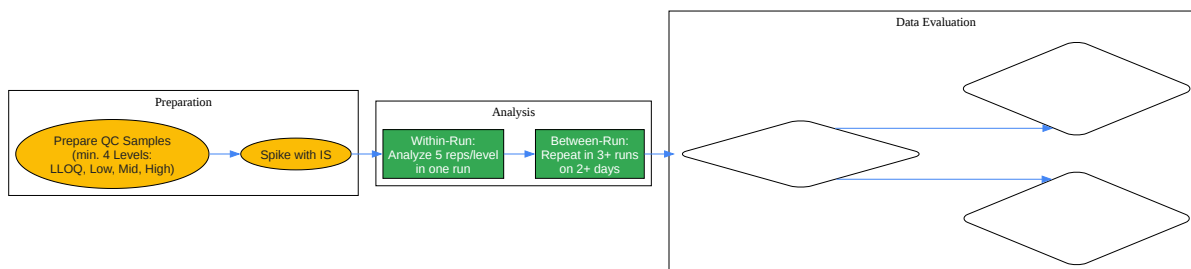 Data Evaluation
Preparation
Prepare QC Samples
(min. 4 Levels:
LLOQ, Low, Mid, High)
Spike with IS
Analysis
Within-Run:
Analyze 5 reps/level
in one run
Between-Run:
Repeat in 3+ runs
on 2+ days